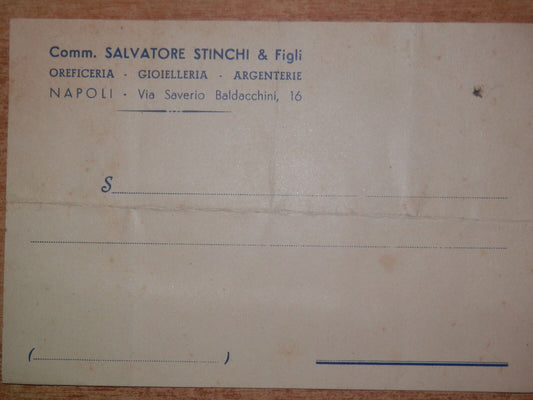 Comm. SALVATORE STINCHI & Figli
OREFICERIA - GIOIELLERIA - ARGENTERIE
NAPOLI - Via Saverio Baldacchini, 16
S
( )